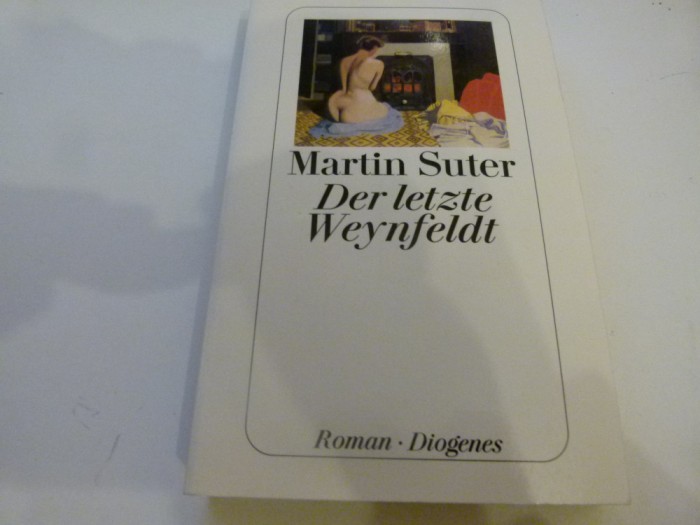 Martin Suter
Der letzte
Weynfeldt
Roman · Diogenes